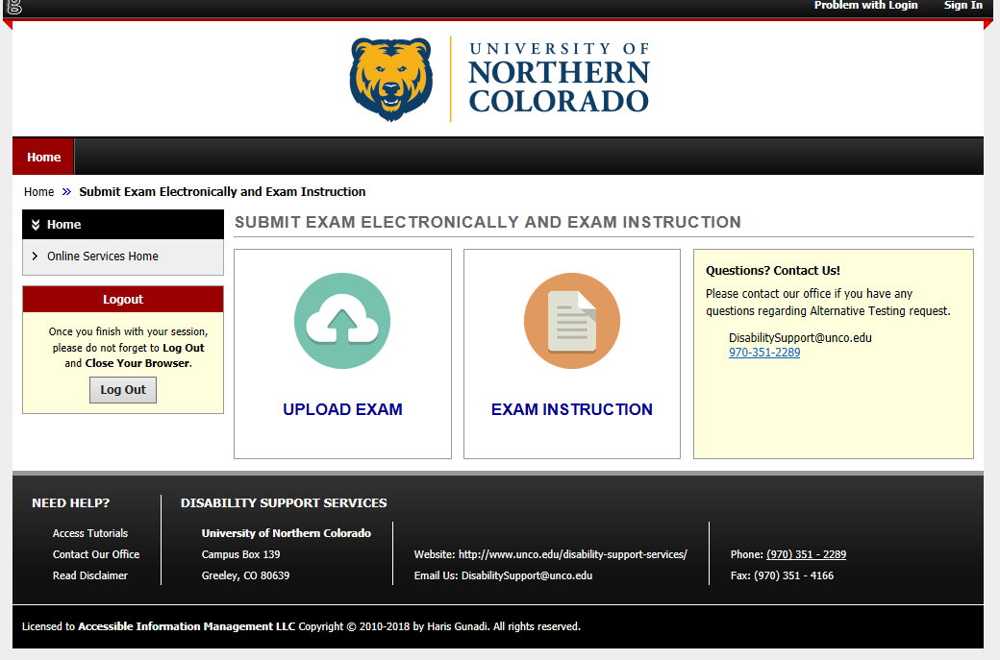 Problem with Login Sign In
UNIVERSITY OF
NORTHERN
COLORADO
Home
Home » Submit Exam Electronically and Exam Instruction
Home
Online Services Home
Logout
Once you finish with your session,
please do not forget to Log Out
and Close Your Browser.
Log Out
SUBMIT EXAM ELECTRONICALLY AND EXAM INSTRUCTION
UPLOAD EXAM
EXAM INSTRUCTION
Questions? Contact Us!
Please contact our office if you have any
questions regarding Alternative Testing request.
DisabilitySupport@unco.edu
970-351-2289
NEED HELP?
Access Tutorials
Contact Our Office
Read Disclaimer
DISABILITY SUPPORT SERVICES
University of Northern Colorado
Campus Box 139
Greeley, CO 80639
Website: http://www.unco.edu/disability-support-services/
Email Us: DisabilitySupport@unco.edu
Phone: (970) 351 - 2289
Fax: (970) 351 - 4166
Licensed to Accessible Information Management LLC Copyright © 2010-2018 by Haris Gunadi. All rights reserved.